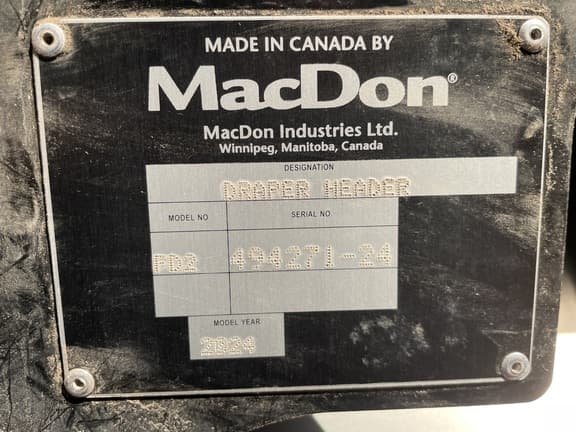 MADE IN CANADA BY
MacDon®
MacDon Industries Ltd.
Winnipeg, Manitoba, Canada
DESIGNATION
DRAPER HEADER
MODEL NO
SERIAL NO.
FD2
494271-24
MODEL YEAR
2024